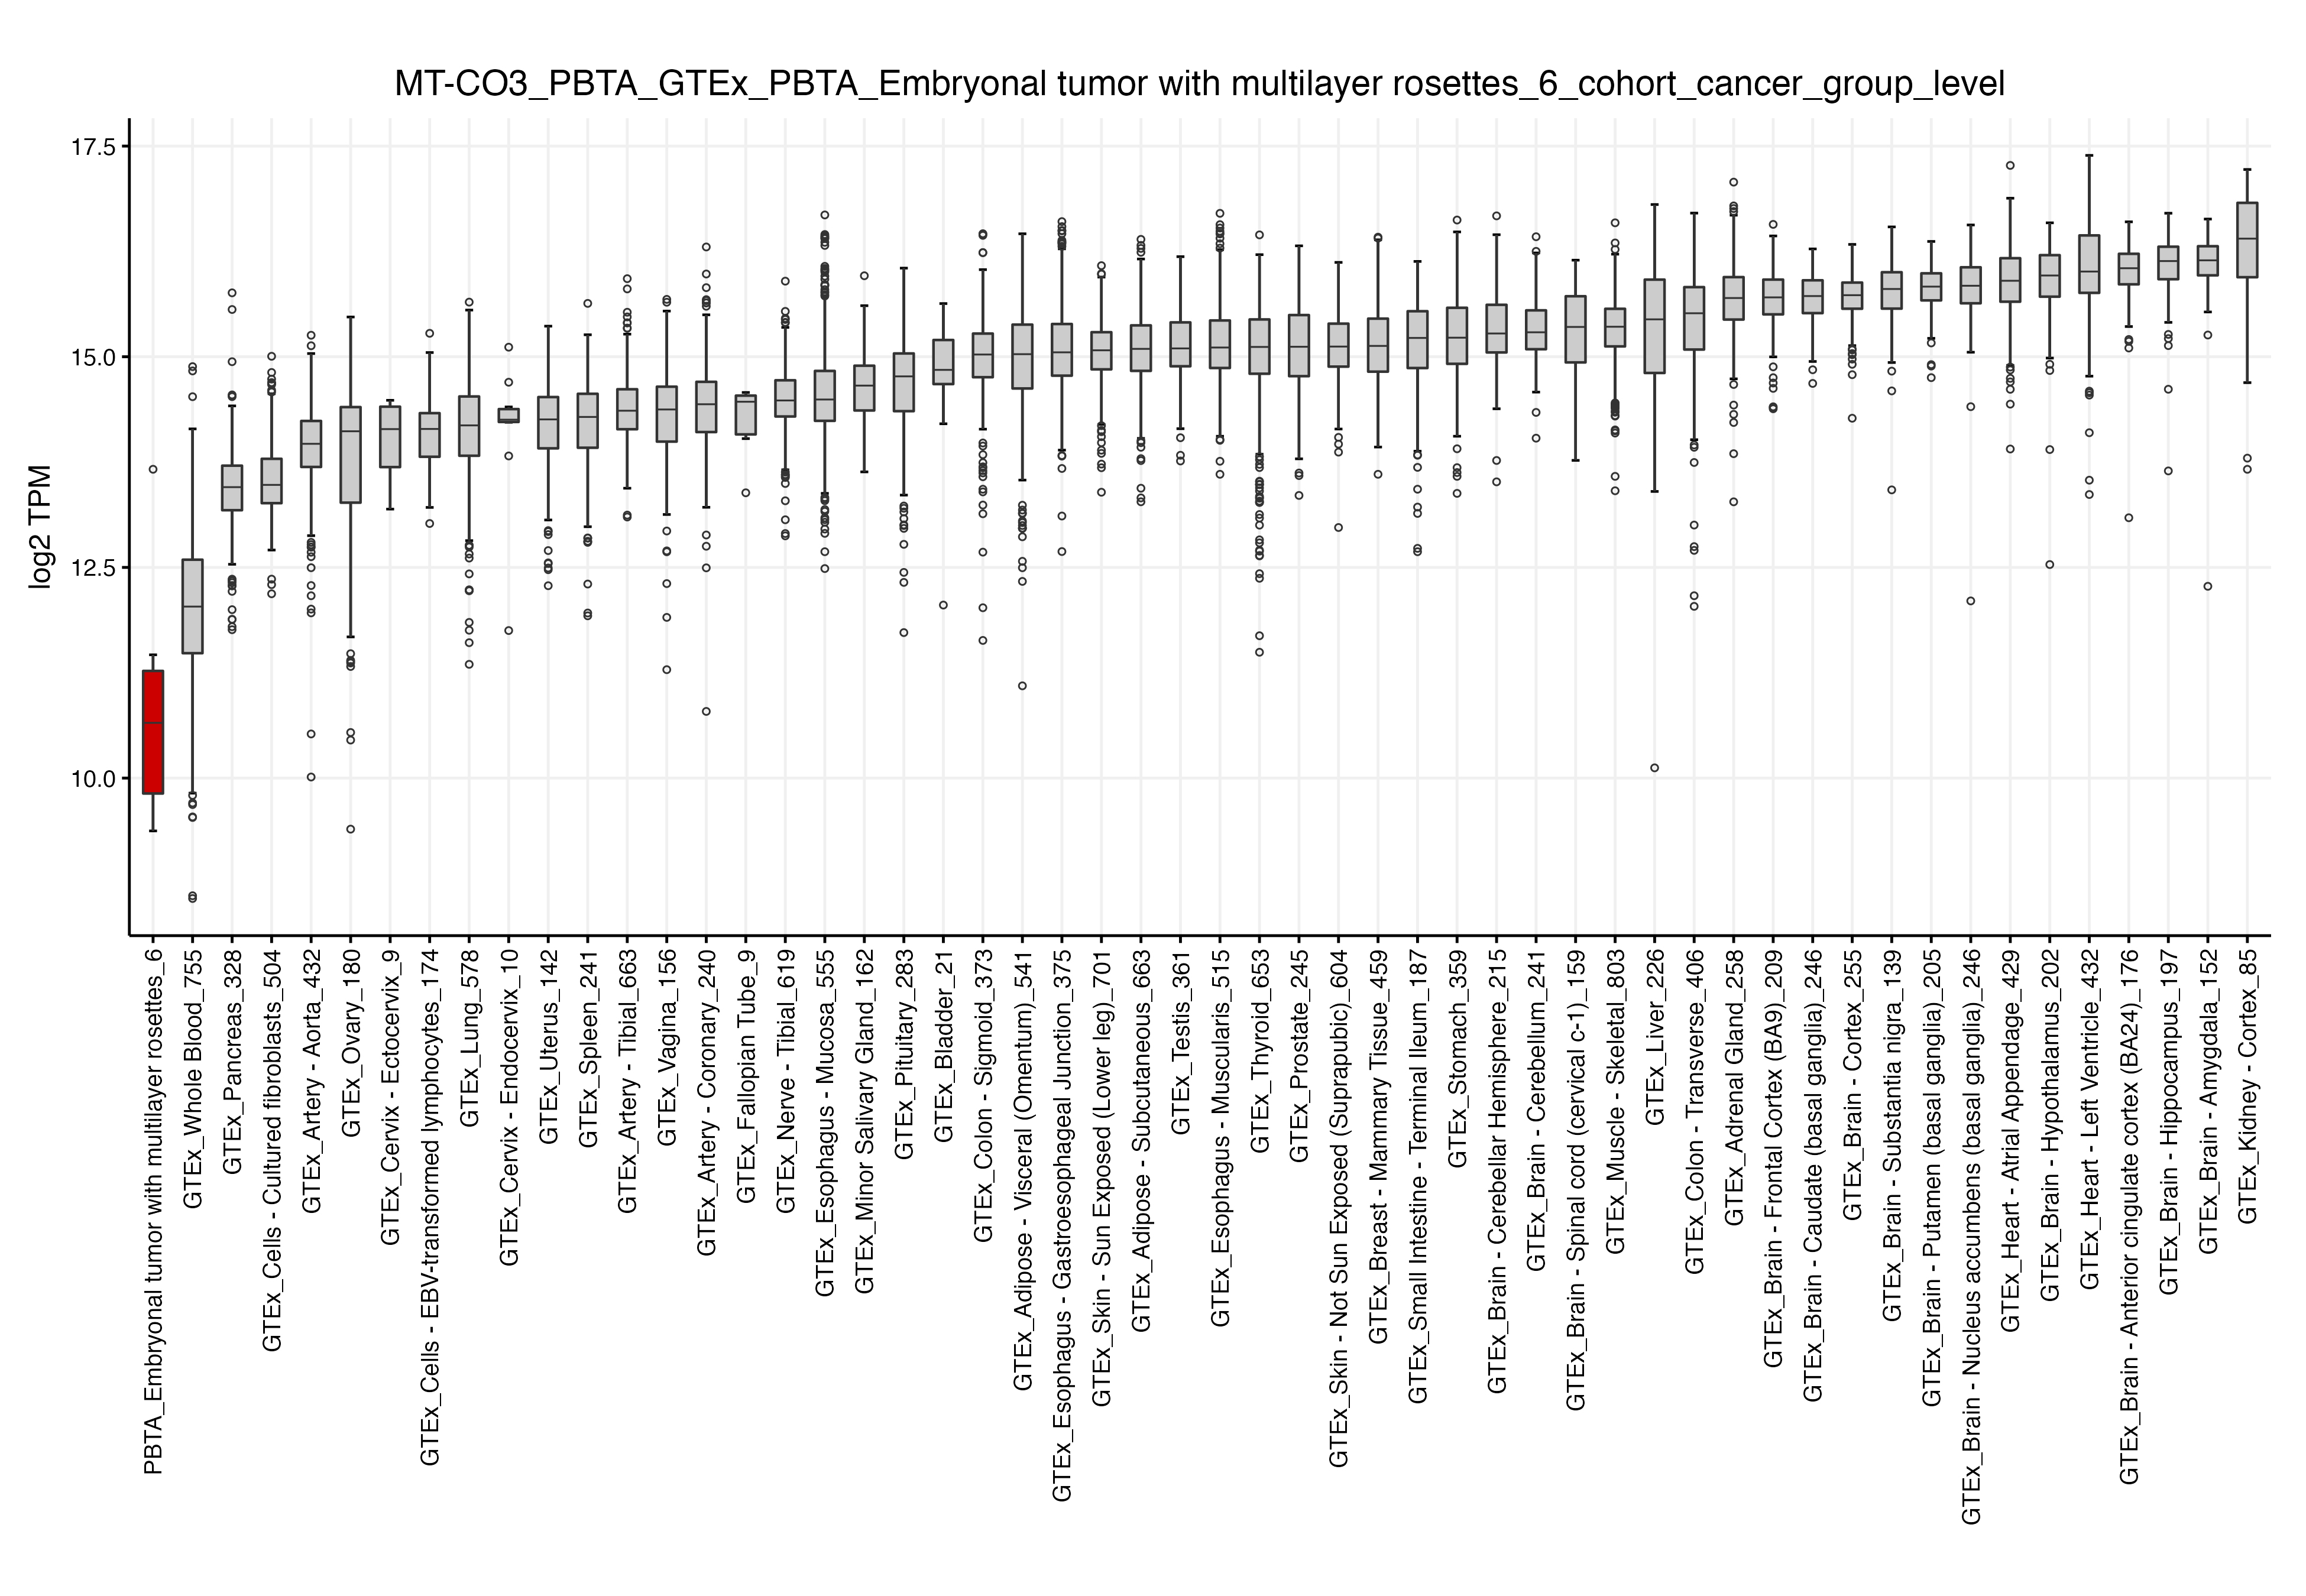 MT-CO3_PBTA_GTEx_PBTA_Embryonal tumor with multilayer rosettes_6_cohort_cancer_group_level
log2 TPM
17.5
15.0
12.5
10.0
PBTA_Embryonal tumor with multilayer rosettes_6
GTEx_Whole Blood_755
GTEx_Pancreas_328
GTEx_Cells - Cultured fibroblasts_504
GTEx_Artery - Aorta_432
GTEx_Ovary_180
GTEx_Cervix - Ectocervix_9
GTEx_Cells - EBV-transformed lymphocytes_174
GTEx_Lung_578
GTEx_Cervix - Endocervix_10
GTEx_Uterus_142
GTEx_Spleen_241
GTEx_Artery - Tibial_663
GTEx_Vagina_156
GTEx_Artery - Coronary_240
GTEx_Fallopian Tube_9
GTEx_Nerve - Tibial_619
GTEx_Esophagus - Mucosa_555
GTEx_Minor Salivary Gland_162
GTEx_Pituitary_283
GTEx_Bladder_21
GTEx_Colon - Sigmoid_373
GTEx_Adipose - Visceral (Omentum)_541
GTEx_Esophagus - Gastroesophageal Junction_375
GTEx_Skin - Sun Exposed (Lower leg)_701
GTEx_Adipose - Subcutaneous_663
GTEx_Testis_361
GTEx_Esophagus - Muscularis_515
GTEx_Thyroid_653
GTEx_Prostate_245
GTEx_Skin - Not Sun Exposed (Suprapubic)_604
GTEx_Breast - Mammary Tissue_459
GTEx_Small Intestine - Terminal Ileum_187
GTEx_Stomach_359
GTEx_Brain - Cerebellar Hemisphere_215
GTEx_Brain - Cerebellum_241
GTEx_Brain - Spinal cord (cervical c-1)_159
GTEx_Muscle - Skeletal_803
GTEx_Liver_226
GTEx_Colon - Transverse_406
GTEx_Adrenal Gland_258
GTEx_Brain - Frontal Cortex (BA9)_209
GTEx_Brain - Caudate (basal ganglia)_246
GTEx_Brain - Cortex_255
GTEx_Brain - Substantia nigra_139
GTEx_Brain - Putamen (basal ganglia)_205
GTEx_Brain - Nucleus accumbens (basal ganglia)_246
GTEx_Heart - Atrial Appendage_429
GTEx_Brain - Hypothalamus_202
GTEx_Heart - Left Ventricle_432
GTEx_Brain - Anterior cingulate cortex (BA24)_176
GTEx_Brain - Hippocampus_197
GTEx_Brain - Amygdala_152
GTEx_Kidney - Cortex_85